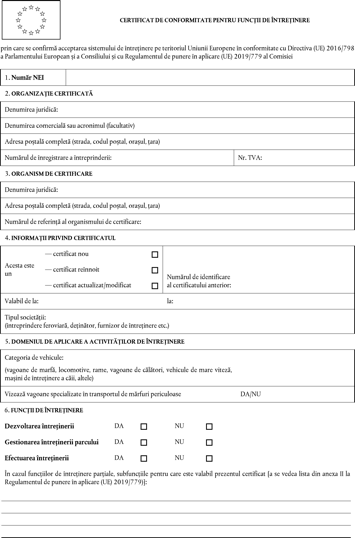 CERTIFICAT DE CONFORMITATE PENTRU FUNCȚII DE ÎNTREȚINERE
prin care se confirmă acceptarea sistemului de întreținere pe teritoriul Uniunii Europene în conformitate cu Directiva (UE) 2016/798
a Parlamentului European și a Consiliului și cu Regulamentul de punere în aplicare (UE) 2019/779 al Comisiei
1. Număr NEI
2. ORGANIZAȚIE CERTIFICATĂ
Denumirea juridică:
Denumirea comercială sau acronimul (facultativ)
Adresa poștală completă (strada, codul poștal, orașul, țara)
Numărul de înregistrare a întreprinderii: Nr. TVA:
3. ORGANISM DE CERTIFICARE
Denumirea juridică:
Adresa poștală completă (strada, codul poștal, orașul, țara)
Numărul de referință al organismului de certificare:
4. INFORMAȚII PRIVIND CERTIFICATUL
Acesta este
un
— certificat nou
— certificat reînnoit
— certificat actualizat/modificat
Numărul de identificare
al certificatului anterior:
Valabil de la: la:
Tipul societății:
(întreprindere feroviară, deținător, furnizor de întreținere etc.)
5. DOMENIUL DE APLICARE A ACTIVITĂȚILOR DE ÎNTREȚINERE
Categoria de vehicule:
(vagoane de marfă, locomotive, rame, vagoane de călători, vehicule de mare viteză,
mașini de întreținere a căii, altele)
Vizează vagoane specializate în transportul de mărfuri periculoase DA/NU
6. FUNCȚII DE ÎNTREȚINERE
Dezvoltarea întreținerii DA NU
Gestionarea întreținerii parcului DA NU
Efectuarea întreținerii DA NU
În cazul funcțiilor de întreținere parțiale, subfuncțiile pentru care este valabil prezentul certificat [a se vedea lista din anexa II la
Regulamentul de punere în aplicare (UE) 2019/779)]: